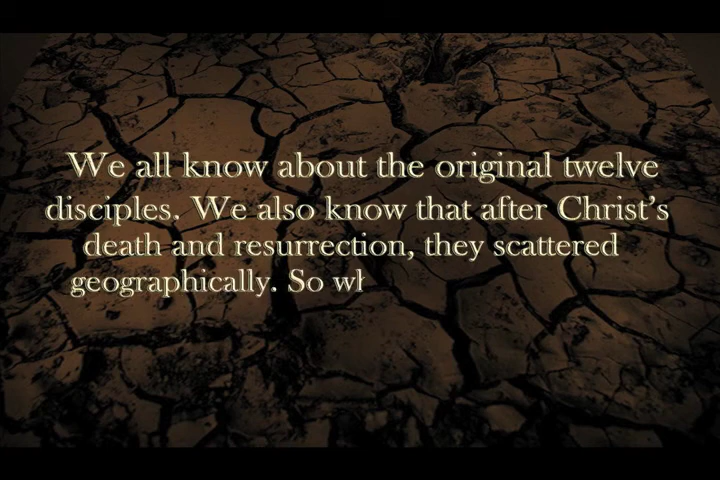 We all know about the original twelve
disciples. We also know that after Christ's
death and resurrection, they scattered
geographically. So